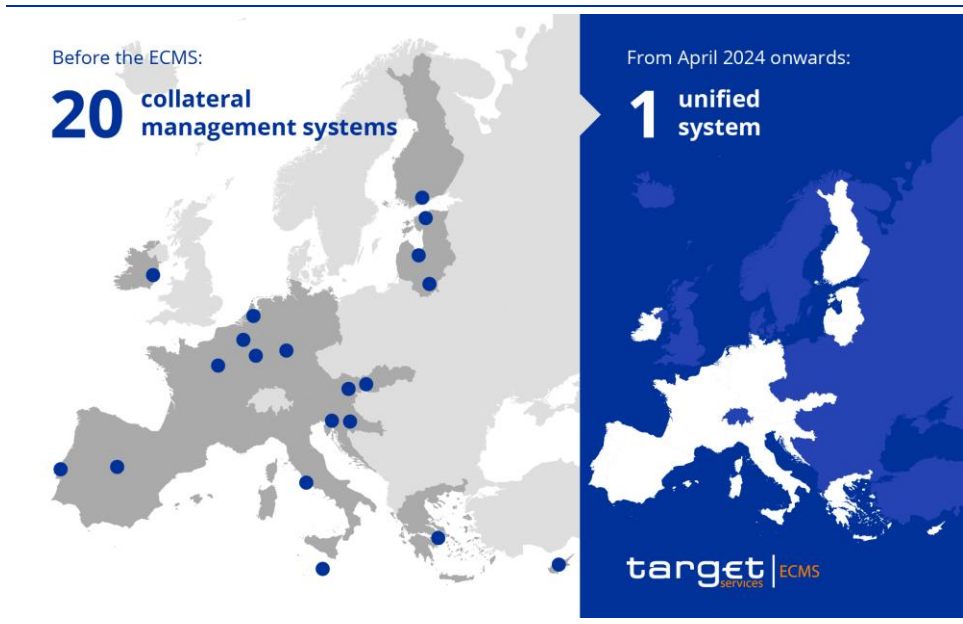 Before the ECMS:
20 collateral
management systems
From April 2024 onwards:
1 unified
system
target | ECMS
services